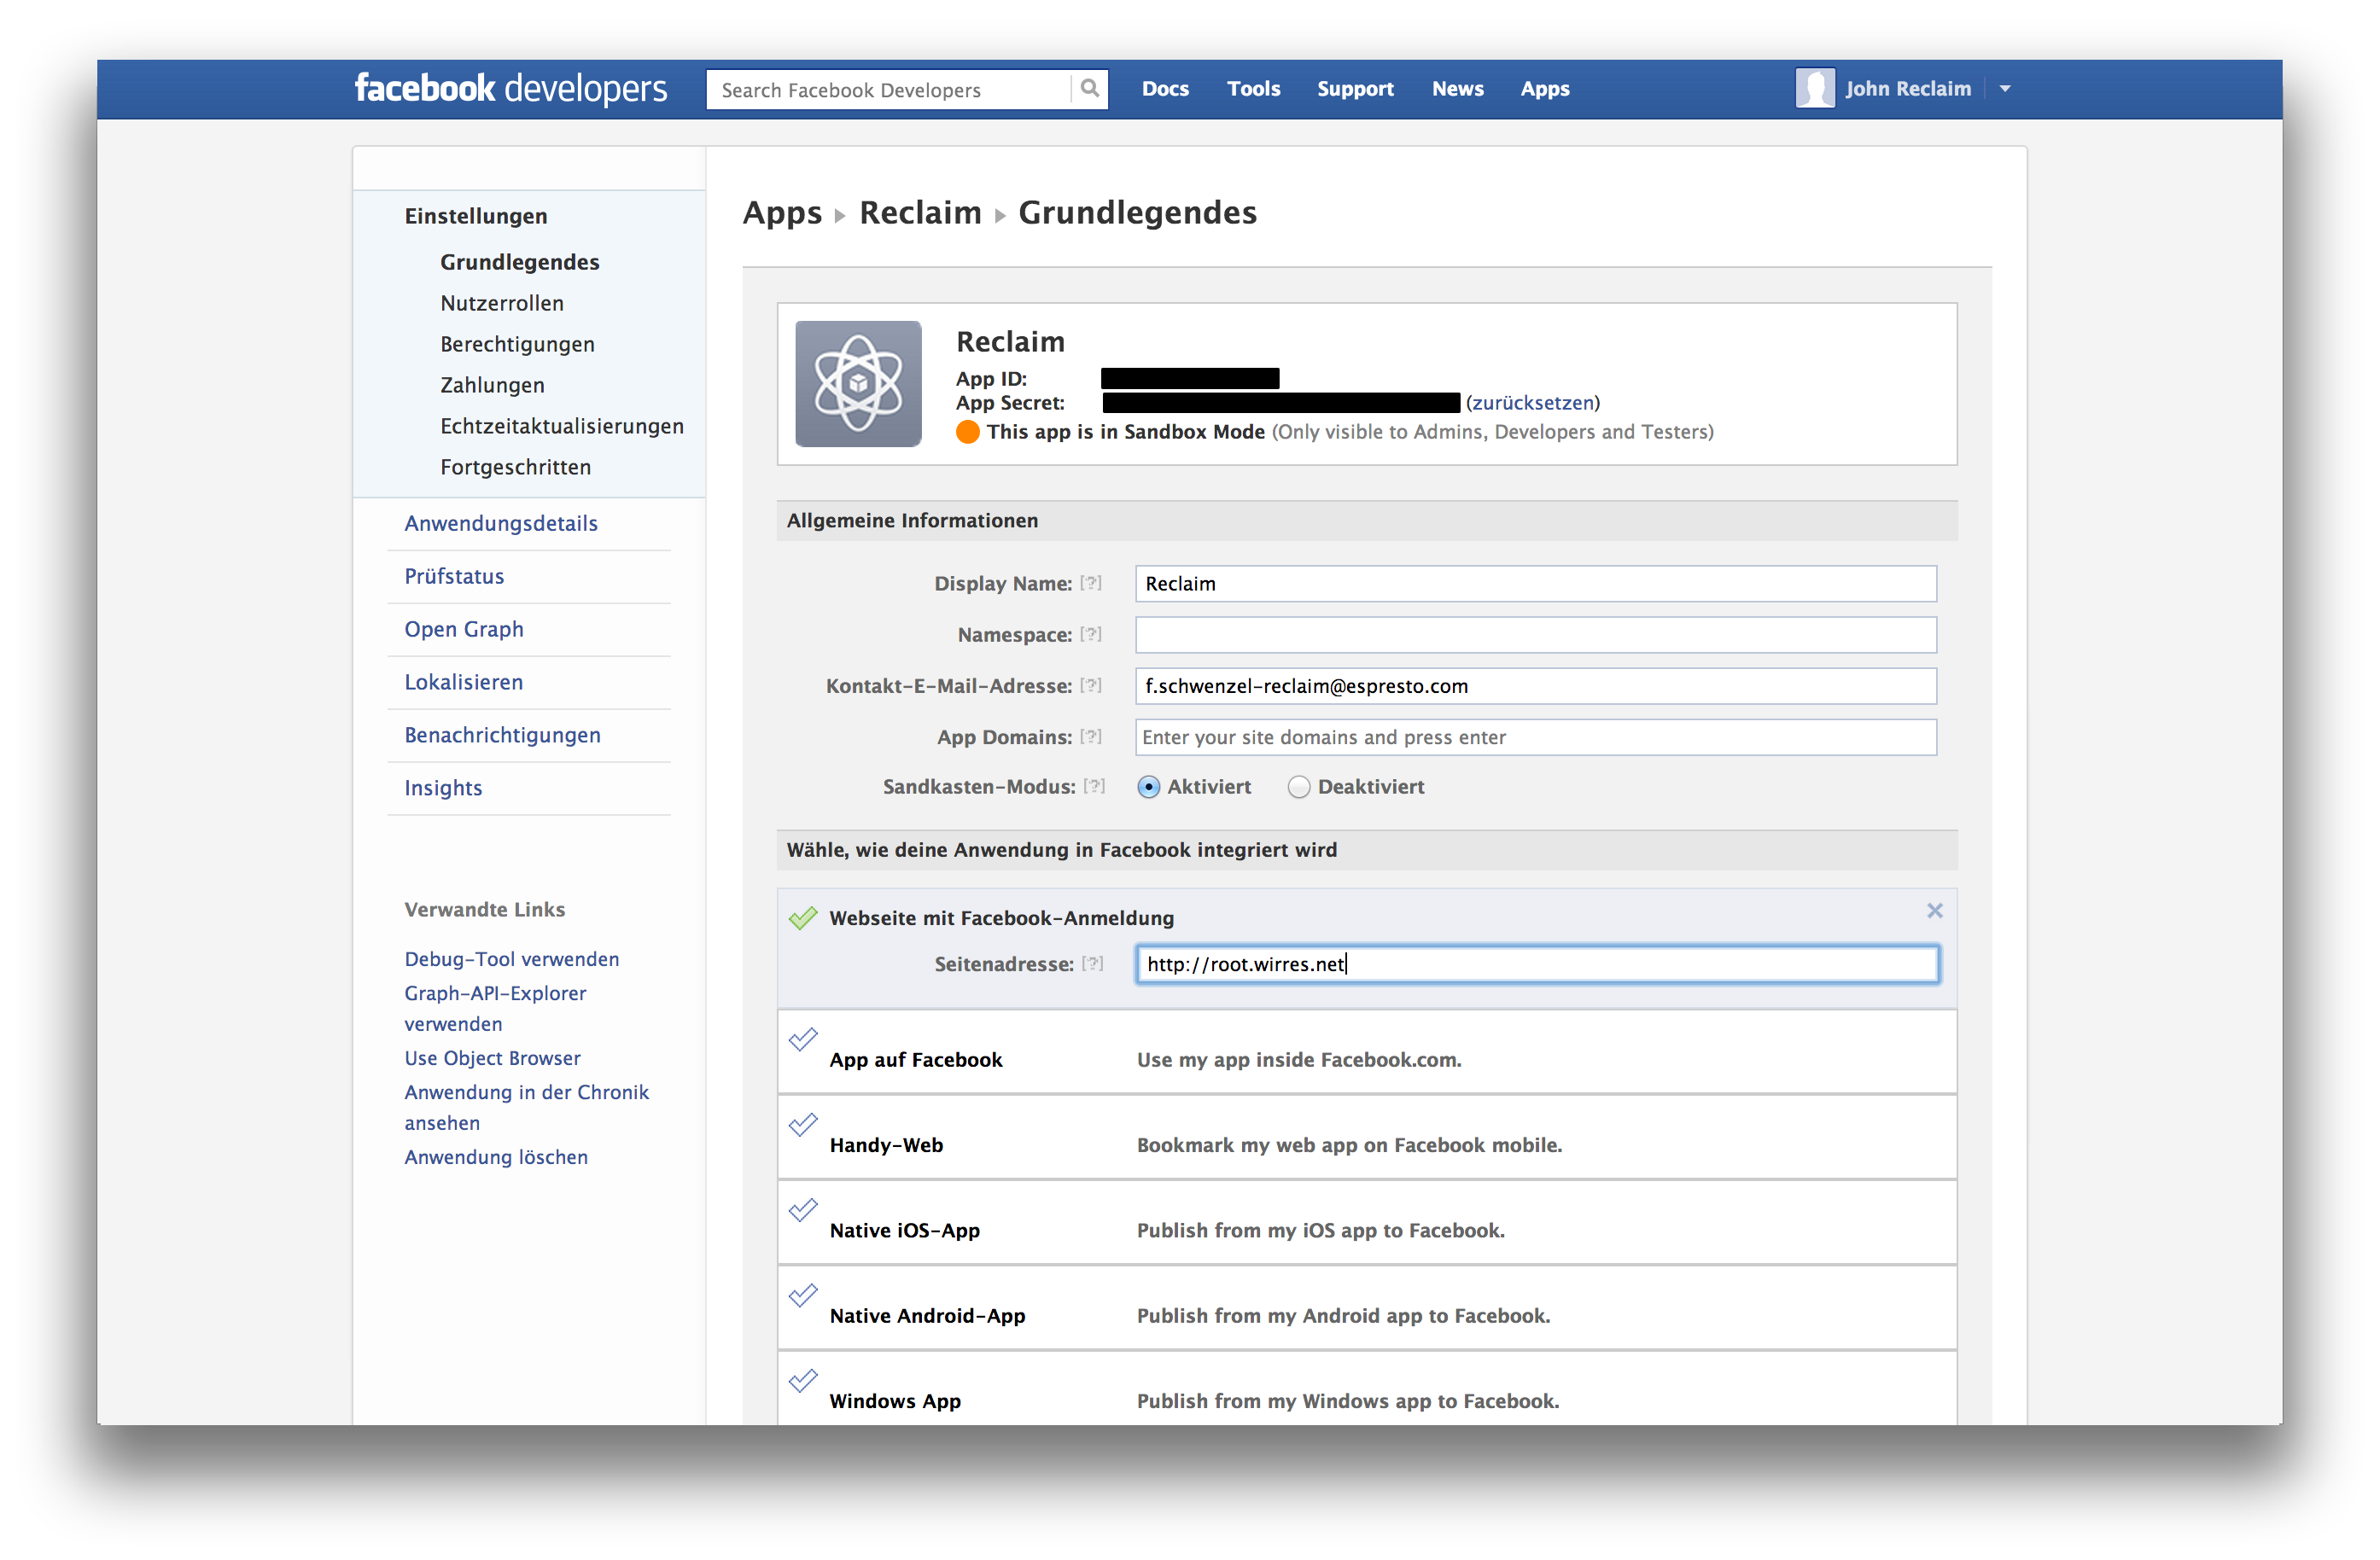 facebook developers
Search Facebook Developers
Docs Tools Support News Apps
John Reclaim
Einstellungen
Grundlegendes
Nutzerrollen
Berechtigungen
Zahlungen
Echtzeitaktualisierungen
Fortgeschritten
Anwendungsdetails
Prüfstatus
Open Graph
Lokalisieren
Benachrichtigungen
Insights
Verwandte Links
Debug-Tool verwenden
Graph-API-Explorer
verwenden
Use Object Browser
Anwendung in der Chronik
ansehen
Anwendung löschen
Apps ▸ Reclaim ▸ Grundlegendes
Reclaim
App ID:
App Secret: (zurücksetzen)
This app is in Sandbox Mode (Only visible to Admins, Developers and Testers)
Allgemeine Informationen
Display Name: [?] Reclaim
Namespace: [?]
Kontakt-E-Mail-Adresse: [?] f.schwenzel-reclaim@espresto.com
App Domains: [?] Enter your site domains and press enter
Sandkasten-Modus: [?] Aktiviert Deaktiviert
Wähle, wie deine Anwendung in Facebook integriert wird
Webseite mit Facebook-Anmeldung
Seitenadresse: [?] http://root.wirres.net
App auf Facebook Use my app inside Facebook.com.
Handy-Web Bookmark my web app on Facebook mobile.
Native iOS-App Publish from my iOS app to Facebook.
Native Android-App Publish from my Android app to Facebook.
Windows App Publish from my Windows app to Facebook.